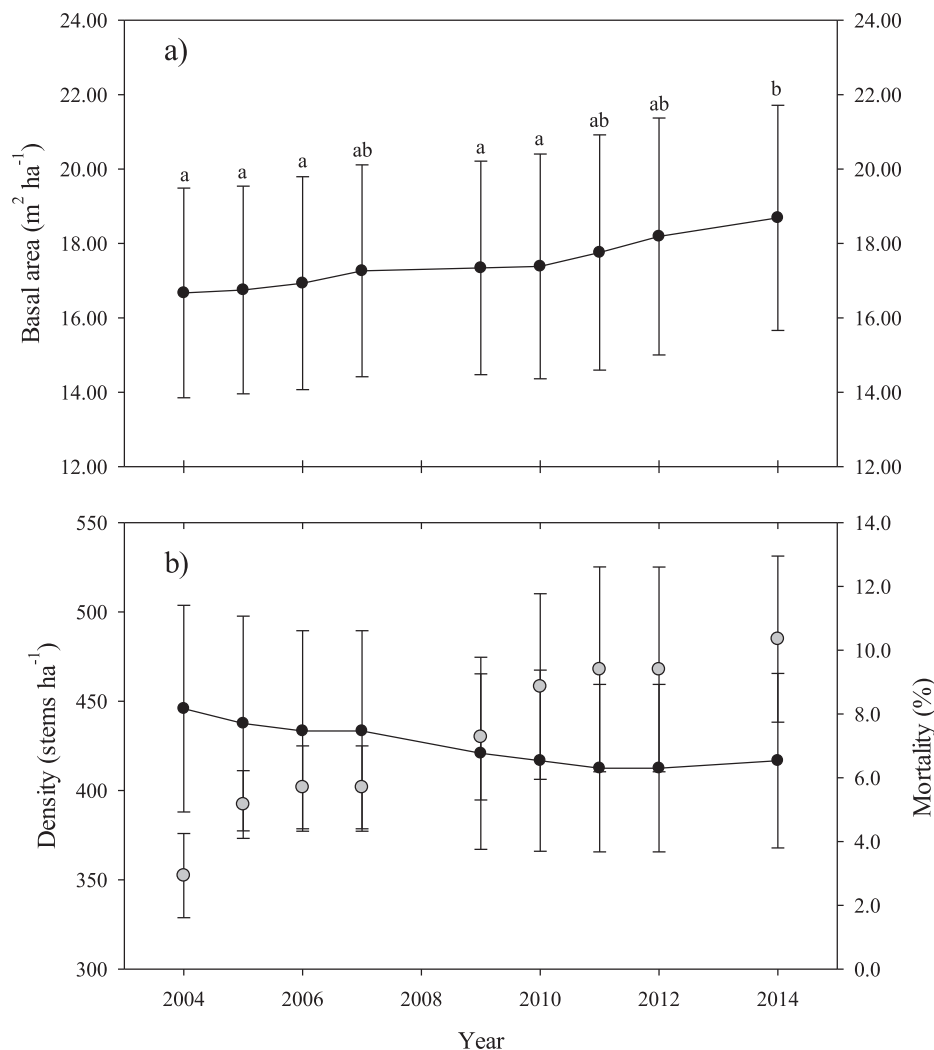 24.00 24.00
a)
22.00 22.00
b
ab
ab
ab
a
a
a
a
a
20.00 20.00
18.00 18.00
16.00 16.00
14.00 14.00
12.00 12.00
Basal area (m² ha⁻¹)
550 14.0
b)
12.0
500
10.0
450
8.0
400
6.0
4.0
350
2.0
300 0.0
Density (stems ha⁻¹)
Mortality (%)
2004 2006 2008 2010 2012 2014
Year